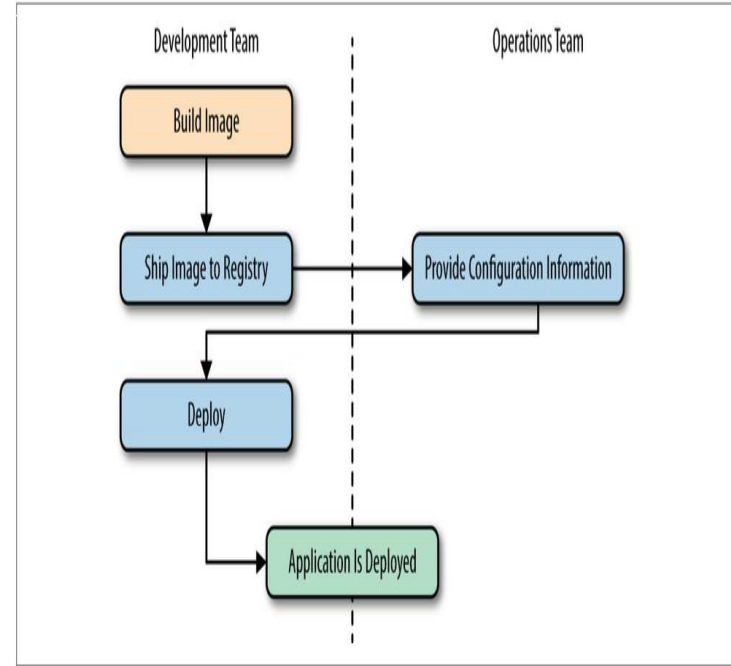 Development Team
Operations Team
Build Image
Ship Image to Registry
Provide Configuration Information
Deploy
Application Is Deployed